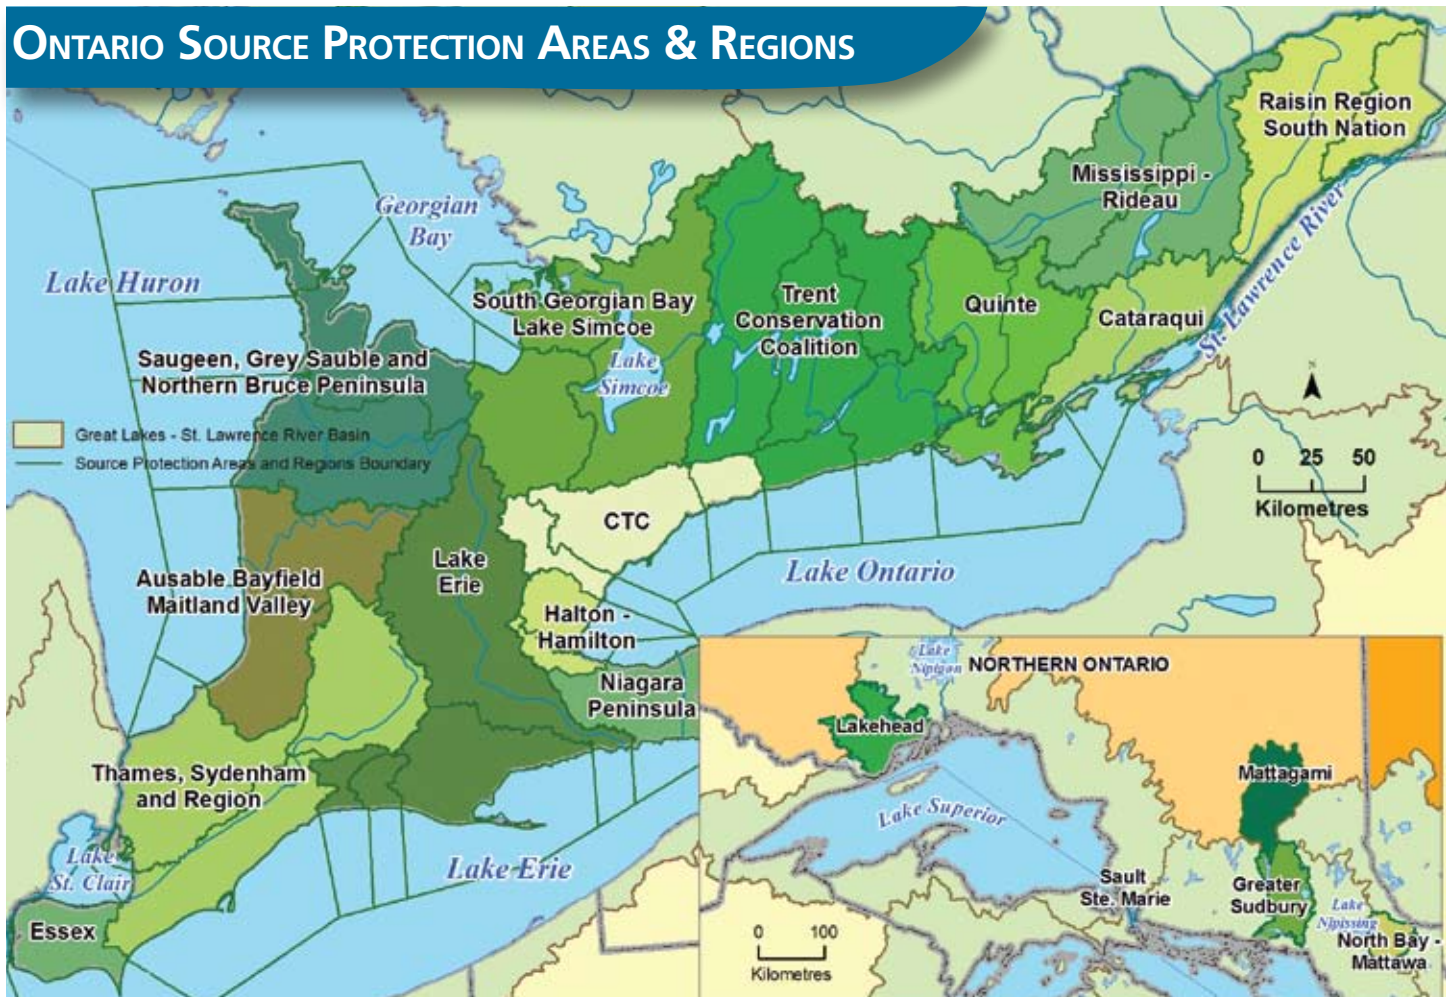 ONTARIO SOURCE PROTECTION AREAS & REGIONS
Raisin Region
South Nation
Mississippi -
Rideau
Georgian
Bay
Lake Huron
South Georgian Bay
Lake Simcoe
Trent
Conservation
Coalition
Quinte
Cataraqui
St. Lawrence River
Saugeen, Grey Sauble and
Northern Bruce Peninsula
Lake
Simcoe
N
Great Lakes - St. Lawrence River Basin
Source Protection Areas and Regions Boundary
0 25 50
Kilometres
CTC
Lake
Erie
Lake Ontario
Ausable Bayfield
Maitland Valley
Halton -
Hamilton
Niagara
Peninsula
Thames, Sydenham
and Region
Lake
St. Clair
Lake Erie
Essex
Lake
Nipigon
NORTHERN ONTARIO
Lakehead
Mattagami
Lake Superior
Sault
Ste. Marie
Greater
Sudbury
Lake
Nipissing
North Bay -
Mattawa
0 100
Kilometres